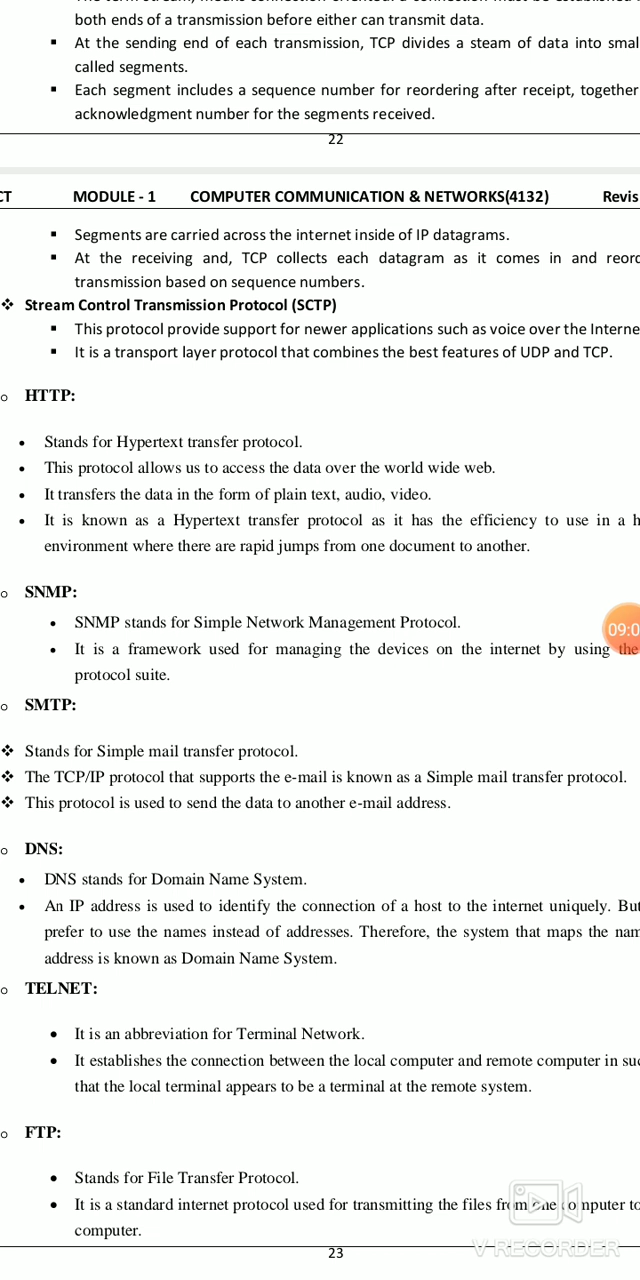 both ends of a transmission before either can transmit data.
▪ At the sending end of each transmission, TCP divides a steam of data into smal
called segments.
▪ Each segment includes a sequence number for reordering after receipt, together
acknowledgment number for the segments received.
22
CT MODULE - 1 COMPUTER COMMUNICATION & NETWORKS(4132) Revis
▪ Segments are carried across the internet inside of IP datagrams.
▪ At the receiving and, TCP collects each datagram as it comes in and reord
transmission based on sequence numbers.
❖ Stream Control Transmission Protocol (SCTP)
▪ This protocol provide support for newer applications such as voice over the Interne
▪ It is a transport layer protocol that combines the best features of UDP and TCP.
o HTTP:
• Stands for Hypertext transfer protocol.
• This protocol allows us to access the data over the world wide web.
• It transfers the data in the form of plain text, audio, video.
• It is known as a Hypertext transfer protocol as it has the efficiency to use in a h
environment where there are rapid jumps from one document to another.
o SNMP:
• SNMP stands for Simple Network Management Protocol.
09:0
• It is a framework used for managing the devices on the internet by using the
protocol suite.
o SMTP:
❖ Stands for Simple mail transfer protocol.
❖ The TCP/IP protocol that supports the e-mail is known as a Simple mail transfer protocol.
❖ This protocol is used to send the data to another e-mail address.
o DNS:
• DNS stands for Domain Name System.
• An IP address is used to identify the connection of a host to the internet uniquely. But
prefer to use the names instead of addresses. Therefore, the system that maps the nam
address is known as Domain Name System.
o TELNET:
• It is an abbreviation for Terminal Network.
• It establishes the connection between the local computer and remote computer in suc
that the local terminal appears to be a terminal at the remote system.
o FTP:
• Stands for File Transfer Protocol.
• It is a standard internet protocol used for transmitting the files from one computer to
computer.
23
V RECORDER